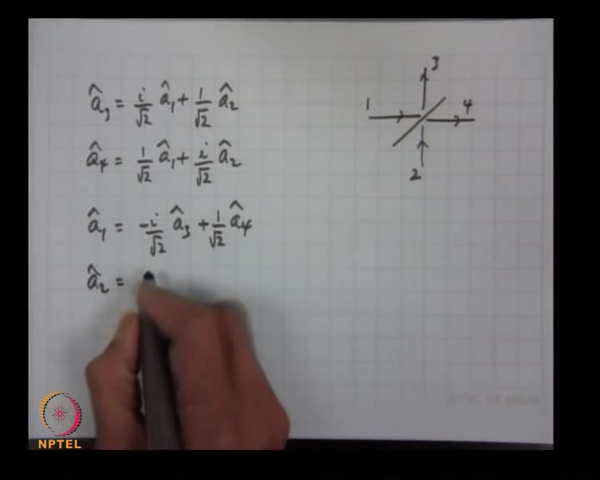 â₃ = i/√2 â₁ + 1/√2 â₂
â₄ = 1/√2 â₁ + i/√2 â₂
â₁ = -i/√2 â₃ + 1/√2 â₄
â₂ =
3
1
4
2
NPTEL